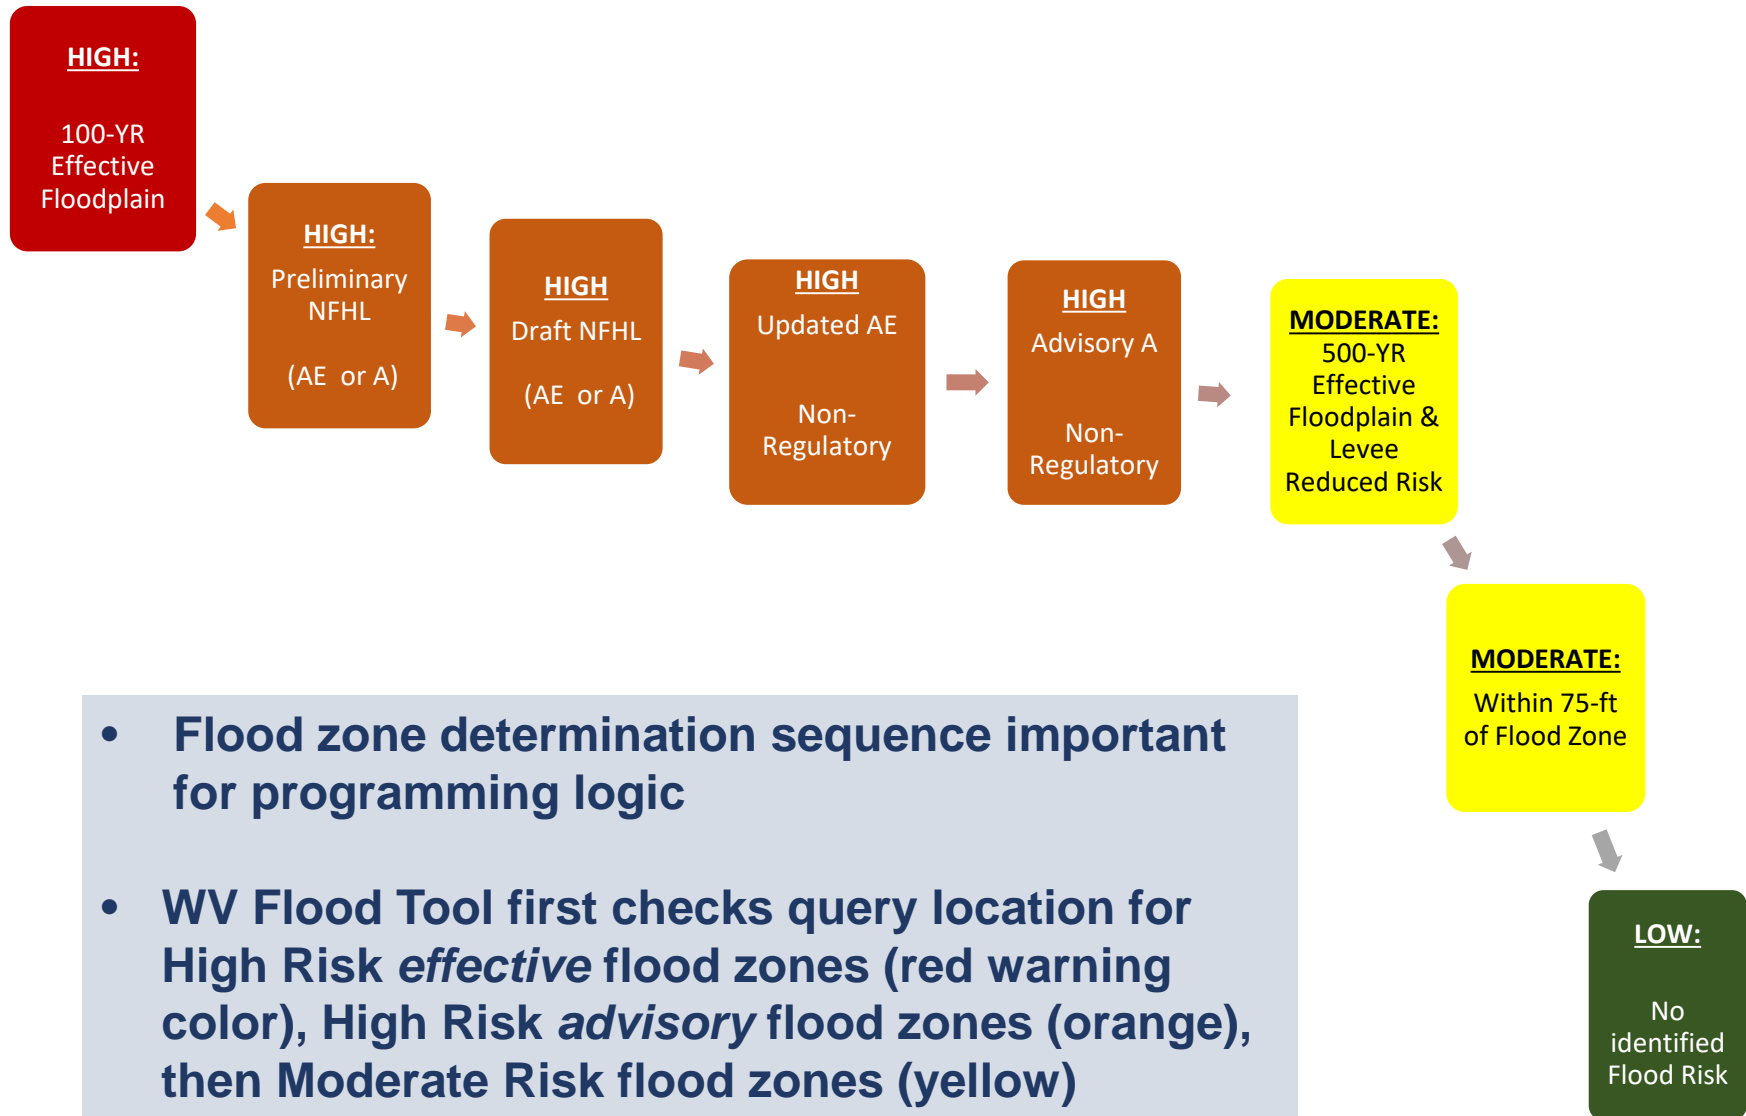 HIGH:
100-YR
Effective
Floodplain
HIGH:
Preliminary
NFHL
(AE or A)
HIGH
Draft NFHL
(AE or A)
HIGH
Updated AE
Non-
Regulatory
HIGH
Advisory A
Non-
Regulatory
MODERATE:
500-YR
Effective
Floodplain &
Levee
Reduced Risk
MODERATE:
Within 75-ft
of Flood Zone
LOW:
No
identified
Flood Risk
• Flood zone determination sequence important
for programming logic
• WV Flood Tool first checks query location for
High Risk effective flood zones (red warning
color), High Risk advisory flood zones (orange),
then Moderate Risk flood zones (yellow)